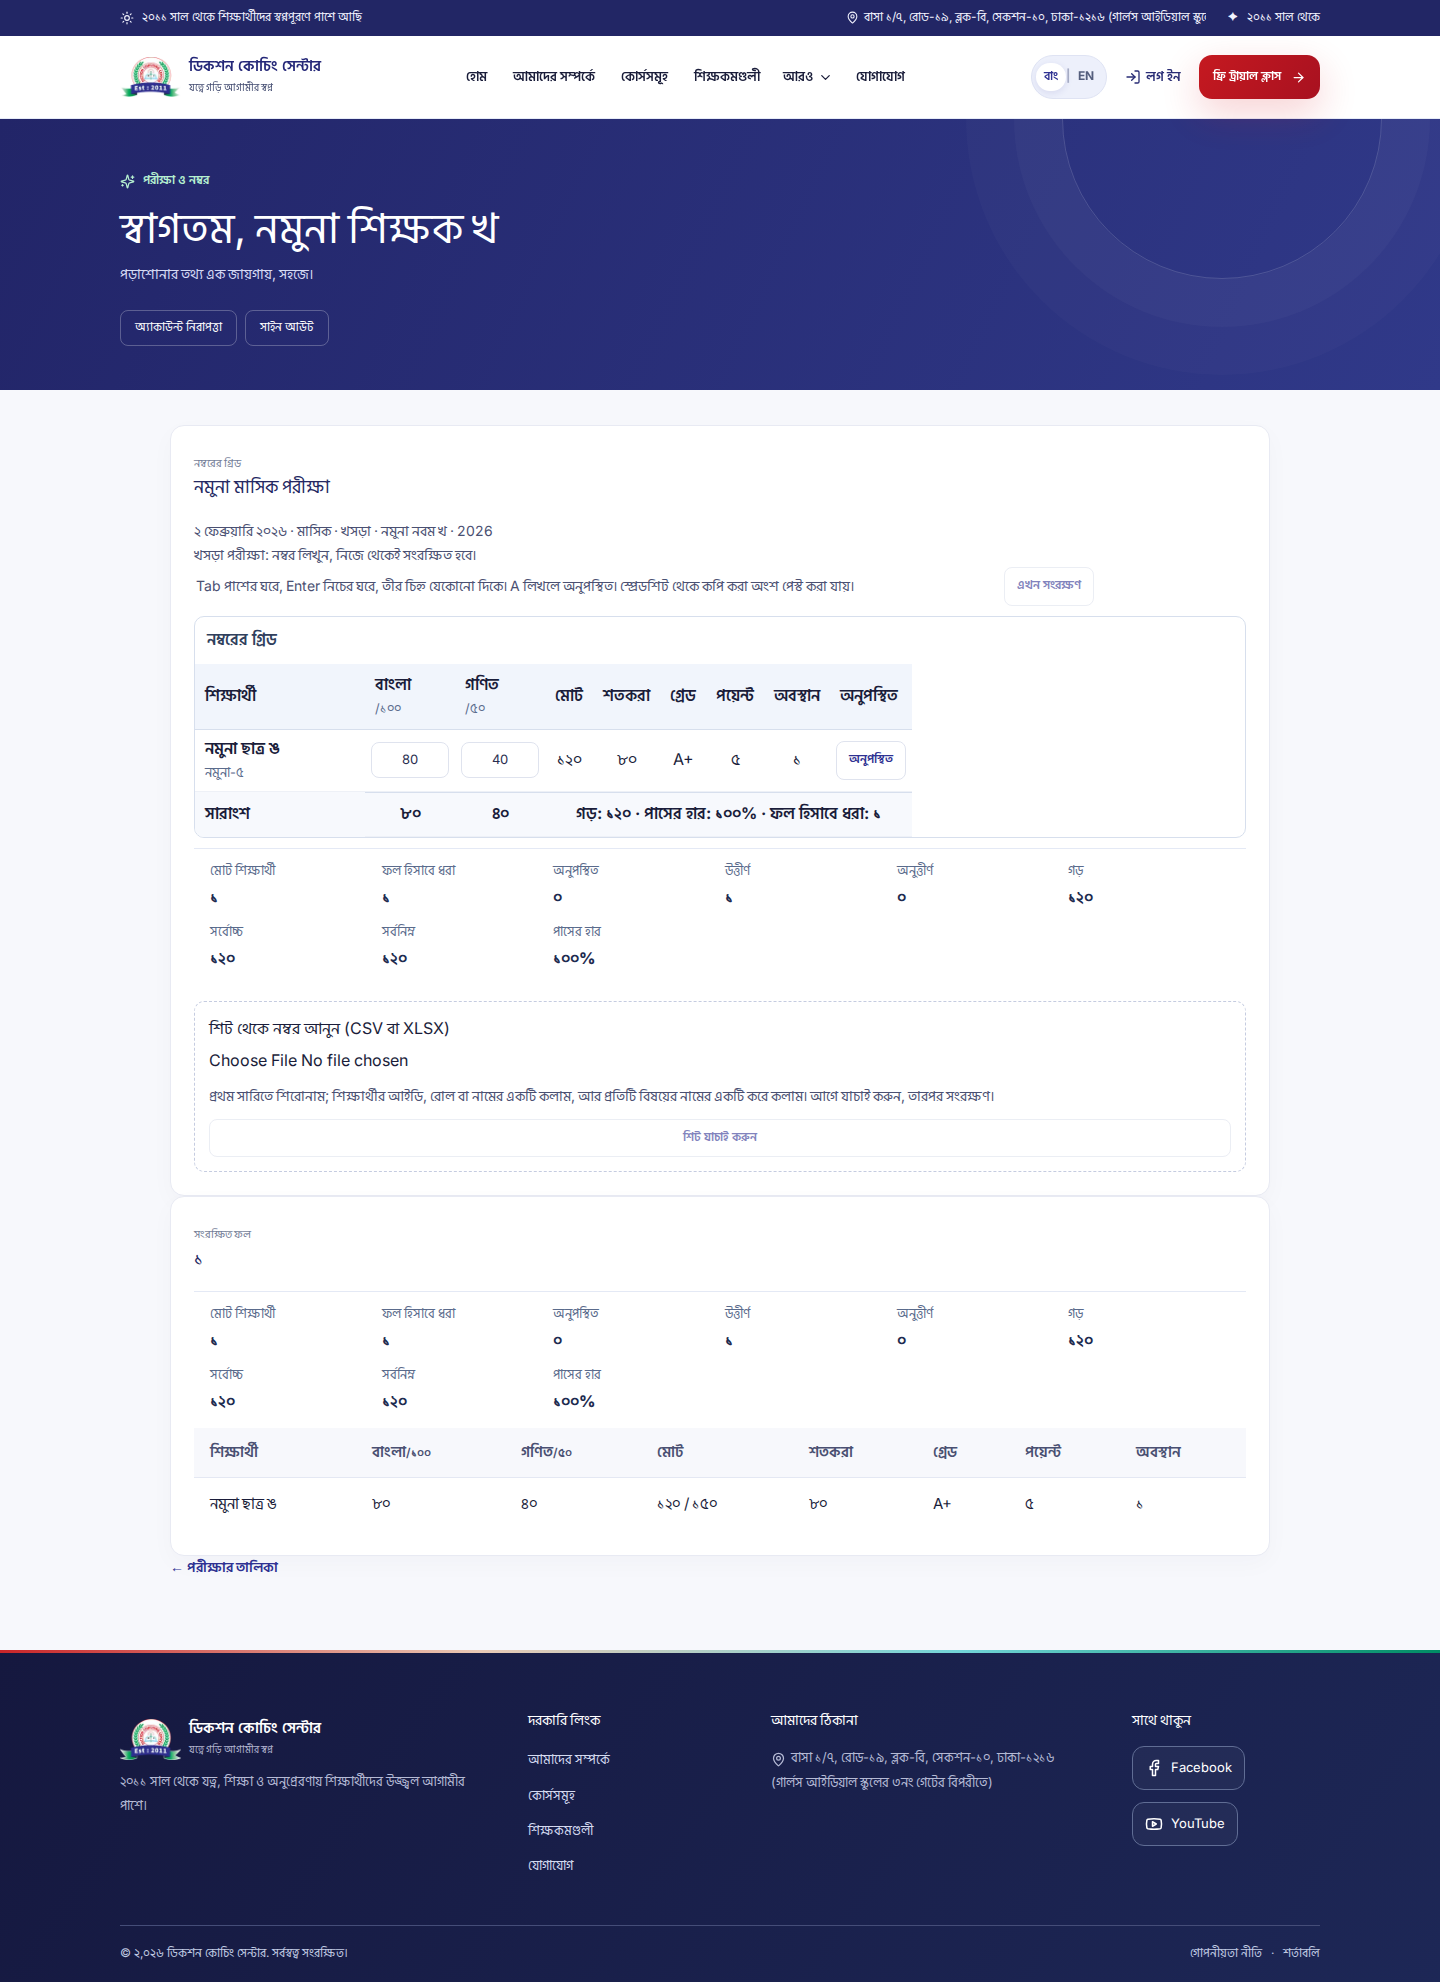 ২০১১ সাল থেকে শিক্ষার্থীদের স্বপ্নপূরণে পাশে আছি
বাসা ১/৭, রোড-১৯, ব্লক-বি, সেকশন-১০, ঢাকা-১২১৬ (গার্লস আইডিয়াল
✦ ২০১১ সাল থেকে
ডিকশন কোচিং সেন্টার
যত্নে গড়ি আগামীর স্বপ্ন
Est : 2011
হোম
আমাদের সম্পর্কে
কোর্সসমূহ
শিক্ষকমণ্ডলী
আরও
যোগাযোগ
বাং | EN
লগ ইন
ফ্রি ট্রায়াল ক্লাস →
পরীক্ষা ও নম্বর
স্বাগতম, নমুনা শিক্ষক খ
পড়াশোনার তথ্য এক জায়গায়, সহজে।
অ্যাকাউন্ট নিরাপত্তা
সাইন আউট
নম্বরের গ্রিড
নমুনা মাসিক পরীক্ষা
২ ফেব্রুয়ারি ২০২৬ · মাসিক · খসড়া · নমুনা নবম খ · 2026
খসড়া পরীক্ষা: নম্বর লিখুন, নিজে থেকেই সংরক্ষিত হবে।
Tab পাশের ঘরে, Enter নিচের ঘরে, তীর চিহ্ন যেকোনো দিকে। A লিখলে অনুপস্থিত। স্প্রেডশিট থেকে কপি করা অংশ পেস্ট করা যায়।
এখন সংরক্ষণ
নম্বরের গ্রিড
শিক্ষার্থী বাংলা /১০০ গণিত /৫০ মোট শতকরা গ্রেড পয়েন্ট অবস্থান অনুপস্থিত
নমুনা ছাত্র ঙ 80 40 ১২০ ৮০ A+ ৫ ১ অনুপস্থিত
নমুনা-৫
সারাংশ ৮০ ৪০ গড়: ১২০ · পাসের হার: ১০০% · ফল হিসাবে ধরা: ১
মোট শিক্ষার্থী ফল হিসাবে ধরা অনুপস্থিত উত্তীর্ণ অনুত্তীর্ণ গড়
১ ১ ০ ১ ০ ১২০
সর্বোচ্চ সর্বনিম্ন পাসের হার
১২০ ১২০ ১০০%
শিট থেকে নম্বর আনুন (CSV বা XLSX)
Choose File No file chosen
প্রথম সারিতে শিরোনাম; শিক্ষার্থীর আইডি, রোল বা নামের একটি কলাম, আর প্রতিটি বিষয়ের নামের একটি করে কলাম। আগে যাচাই করুন, তারপর সংরক্ষণ।
শিট যাচাই করুন
সংরক্ষিত ফল
১
মোট শিক্ষার্থী ফল হিসাবে ধরা অনুপস্থিত উত্তীর্ণ অনুত্তীর্ণ গড়
১ ১ ০ ১ ০ ১২০
সর্বোচ্চ সর্বনিম্ন পাসের হার
১২০ ১২০ ১০০%
শিক্ষার্থী বাংলা/১০০ গণিত/৫০ মোট শতকরা গ্রেড পয়েন্ট অবস্থান
নমুনা ছাত্র ঙ ৮০ ৪০ ১২০ / ১৫০ ৮০ A+ ৫ ১
← পরীক্ষার তালিকা
ডিকশন কোচিং সেন্টার
যত্নে গড়ি আগামীর স্বপ্ন
Est : 2011
২০১১ সাল থেকে যত্ন, শিক্ষা ও অনুপ্রেরণায় শিক্ষার্থীদের উজ্জ্বল আগামীর
পাশে।
দরকারি লিংক
আমাদের সম্পর্কে
কোর্সসমূহ
শিক্ষকমণ্ডলী
যোগাযোগ
আমাদের ঠিকানা
বাসা ১/৭, রোড-১৯, ব্লক-বি, সেকশন-১০, ঢাকা-১২১৬
(গার্লস আইডিয়াল স্কুলের ৩নং গেটের বিপরীতে)
সাথে থাকুন
Facebook
YouTube
© ২,০২৬ ডিকশন কোচিং সেন্টার. সর্বস্বত্ব সংরক্ষিত।
গোপনীয়তা নীতি · শর্তাবলি